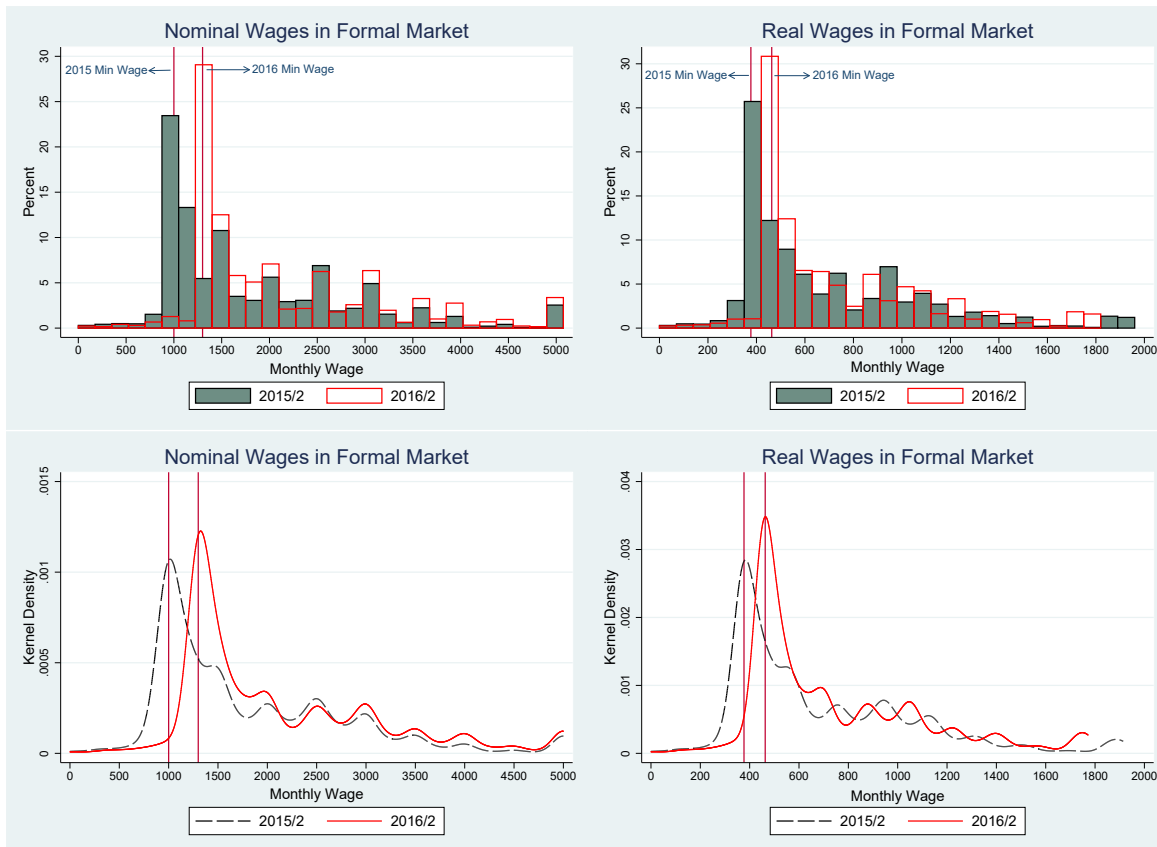 Nominal Wages in Formal Market
30
25
20
15
10
5
0
Percent
2015 Min Wage
2016 Min Wage
0 500 1000 1500 2000 2500 3000 3500 4000 4500 5000
Monthly Wage
2015/2 2016/2
Real Wages in Formal Market
30
25
20
15
10
5
0
Percent
2015 Min Wage
2016 Min Wage
0 200 400 600 800 1000 1200 1400 1600 1800 2000
Monthly Wage
2015/2 2016/2
Nominal Wages in Formal Market
.0015
.001
.0005
0
Kernel Density
0 500 1000 1500 2000 2500 3000 3500 4000 4500 5000
Monthly Wage
2015/2 2016/2
Real Wages in Formal Market
.004
.003
.002
.001
0
Kernel Density
0 200 400 600 800 1000 1200 1400 1600 1800 2000
Monthly Wage
2015/2 2016/2